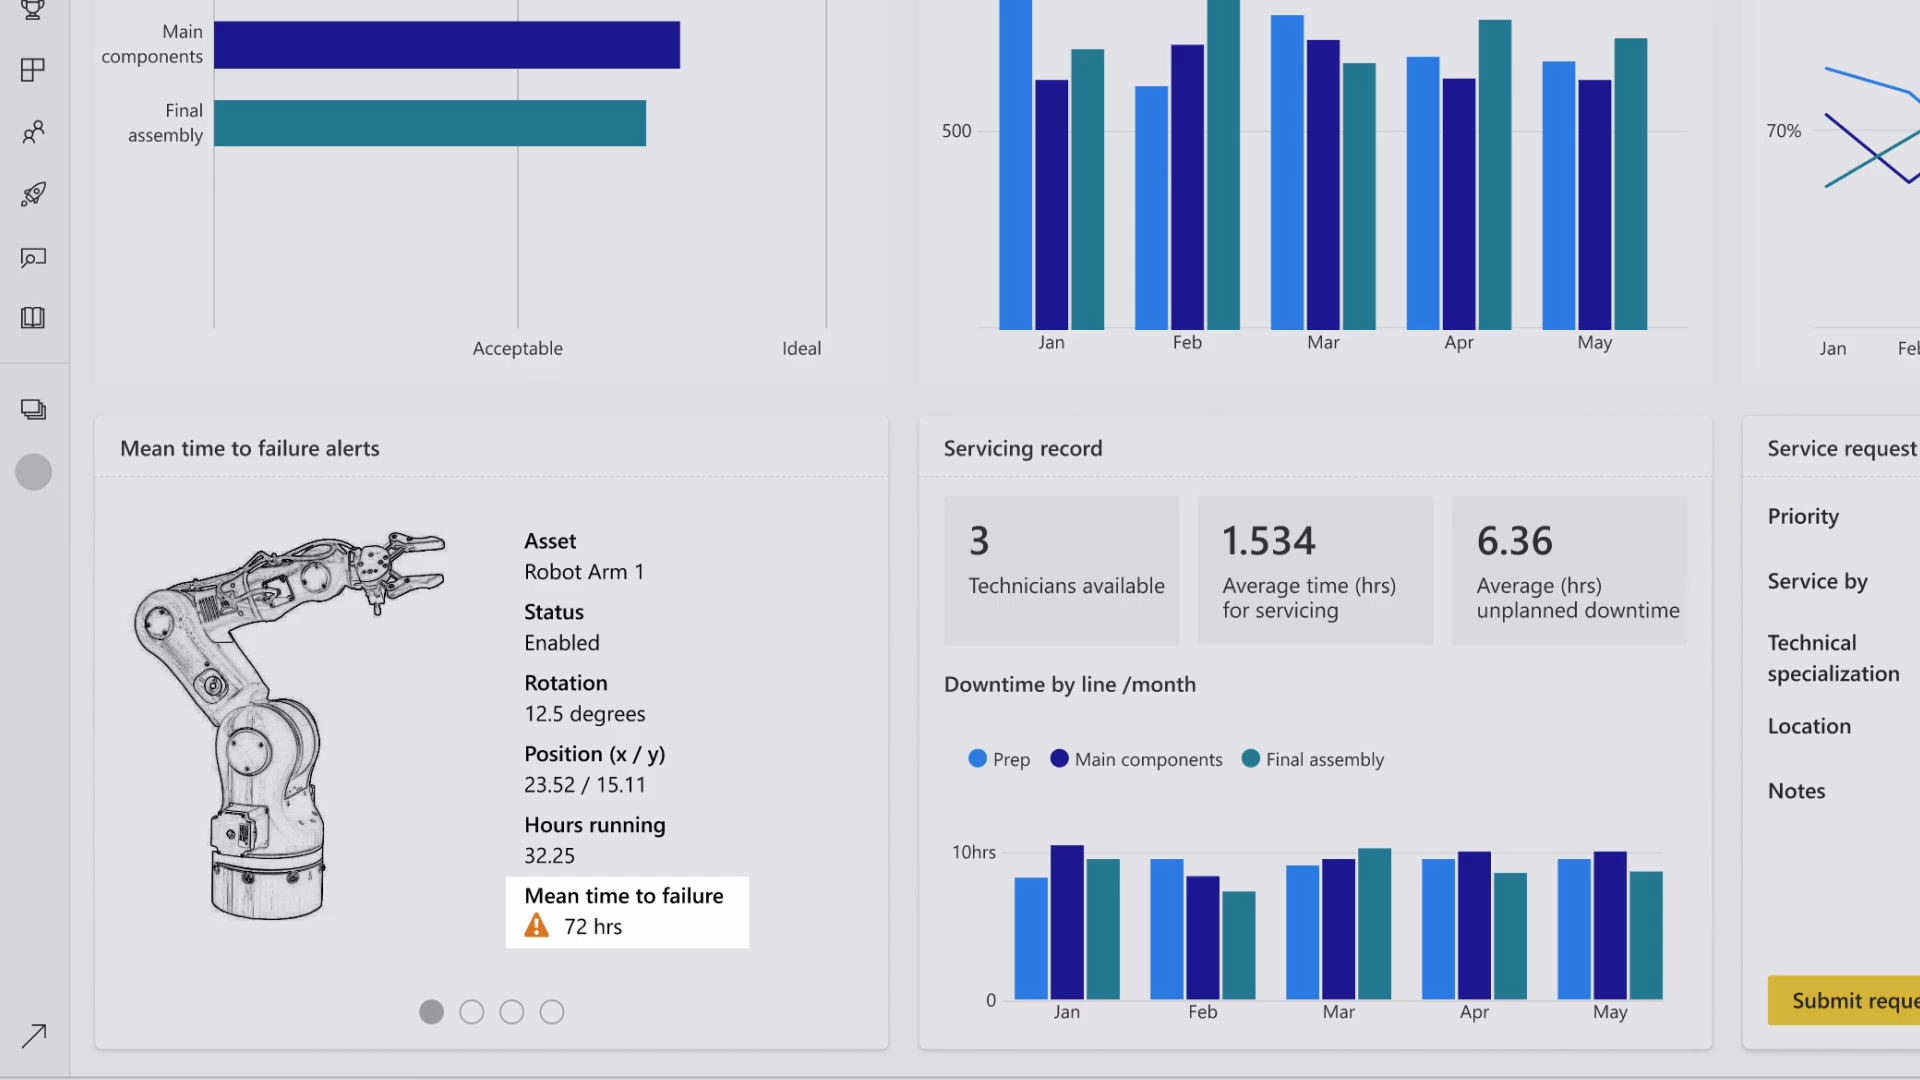 Main
components
Final
assembly
Acceptable
Ideal
500
Jan
Feb
Mar
Apr
May
70%
Jan
Mean time to failure alerts
Asset
Robot Arm 1
Status
Enabled
Rotation
12.5 degrees
Position (x / y)
23.52 / 15.11
Hours running
32.25
Mean time to failure
72 hrs
Servicing record
3
Technicians available
1.534
Average time (hrs)
for servicing
6.36
Average (hrs)
unplanned downtime
Downtime by line /month
Prep
Main components
Final assembly
10hrs
0
Jan
Feb
Mar
Apr
May
Service request
Priority
Service by
Technical
specialization
Location
Notes
Submit reque